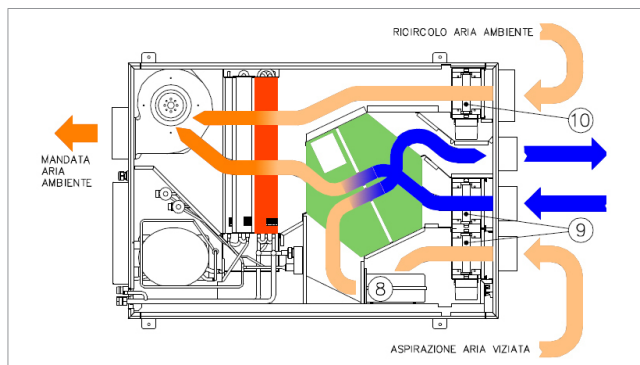 RICIRCOLO ARIA AMBIENTE
10
MANDATA
ARIA
AMBIENTE
9
8
ASPIRAZIONE ARIA VIZIATA